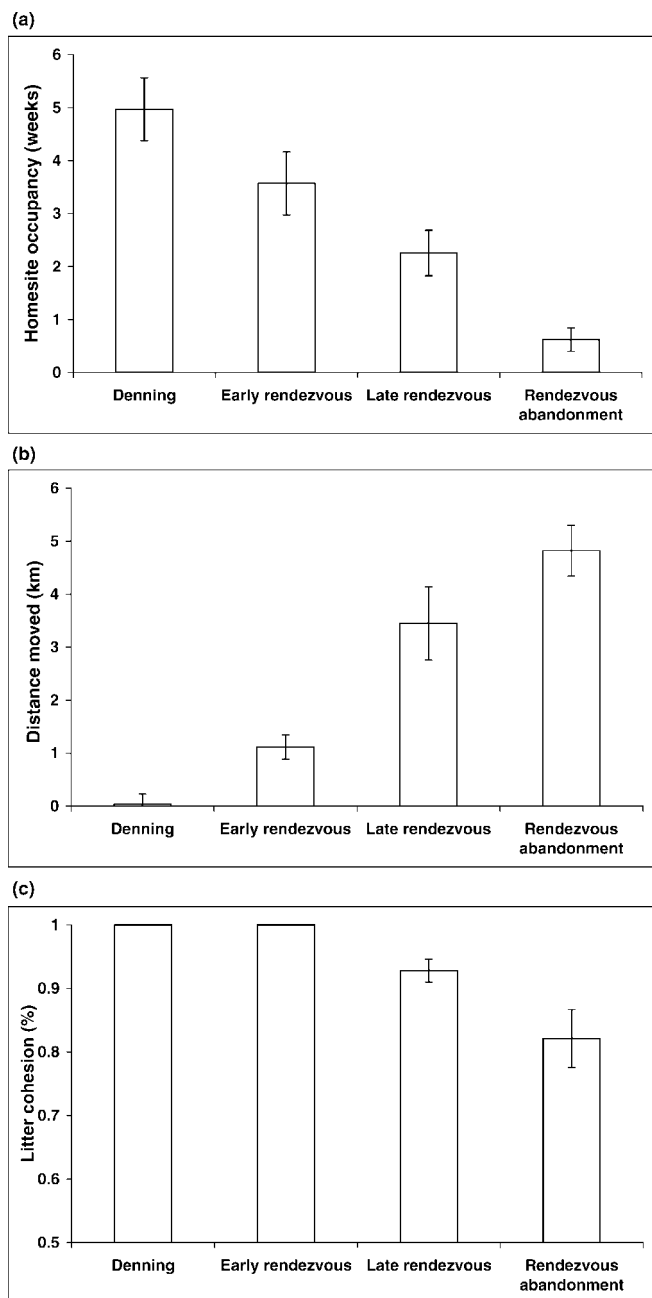 (a)
6
5
4
3
2
1
0
Homesite occupancy (weeks)
Denning Early rendezvous Late rendezvous Rendezvous
abandonment
(b)
6
5
4
3
2
1
0
Distance moved (km)
Denning Early rendezvous Late rendezvous Rendezvous
abandonment
(c)
1
0.9
0.8
0.7
0.6
0.5
Litter cohesion (%)
Denning Early rendezvous Late rendezvous Rendezvous
abandonment